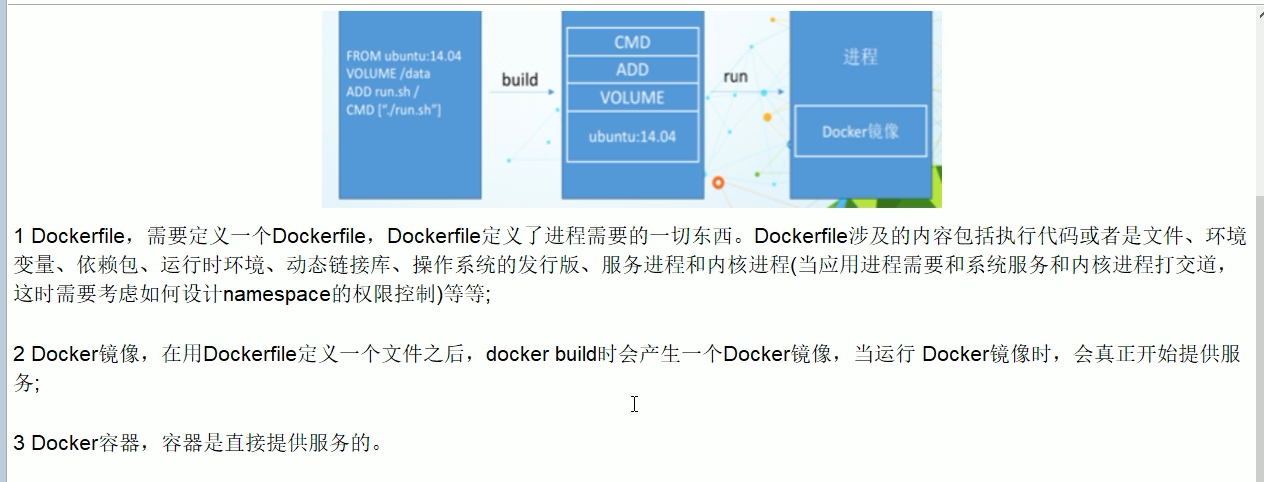 FROM ubuntu:14.04
VOLUME /data
ADD run.sh /
CMD ["./run.sh"]
build
CMD
ADD
VOLUME
ubuntu:14.04
run
进程
Docker镜像
1 Dockerfile，需要定义一个Dockerfile，Dockerfile定义了进程需要的一切东西。Dockerfile涉及的内容包括执行代码或者是文件、环境
变量、依赖包、运行时环境、动态链接库、操作系统的发行版、服务进程和内核进程(当应用进程需要和系统服务和内核进程打交道，
这时需要考虑如何设计namespace的权限控制)等等;
2 Docker镜像，在用Dockerfile定义一个文件之后，docker build时会产生一个Docker镜像，当运行 Docker镜像时，会真正开始提供服
务;
3 Docker容器，容器是直接提供服务的。